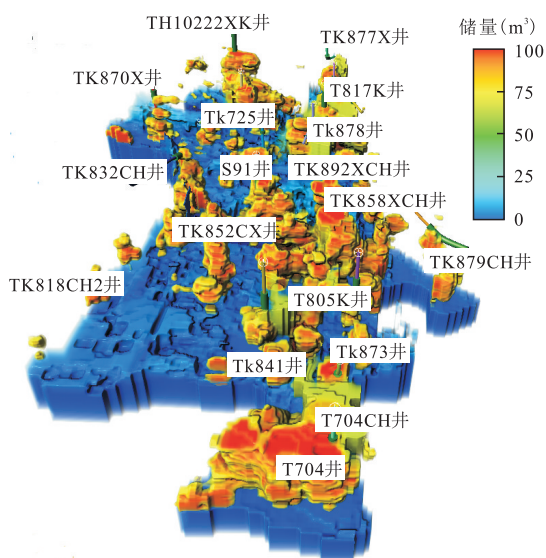 TH10222XK井
TK877X井
储量(m³)
100
75
50
25
0
TK870X井
T817K井
Tk725井
Tk878井
TK832CH井
S91井
TK892XCH井
TK858XCH井
TK852CX井
TK879CH井
TK818CH2井
T805K井
Tk841井
Tk873井
T704CH井
T704井